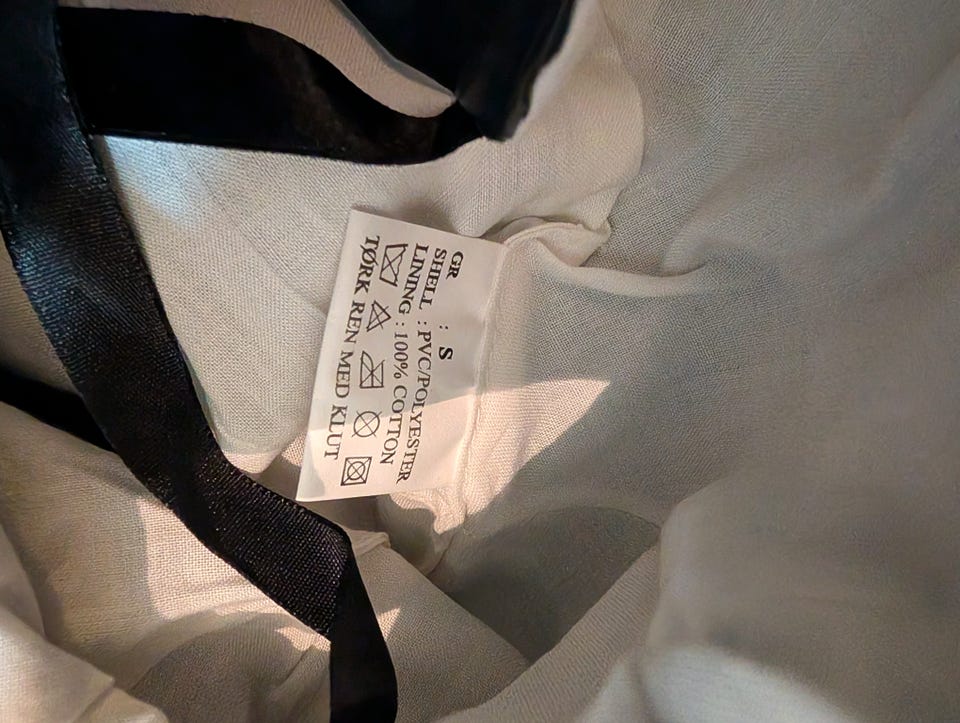 GR : S
SHELL : PVC/POLYESTER
LINING : 100% COTTON
TØRK REN MED KLUT